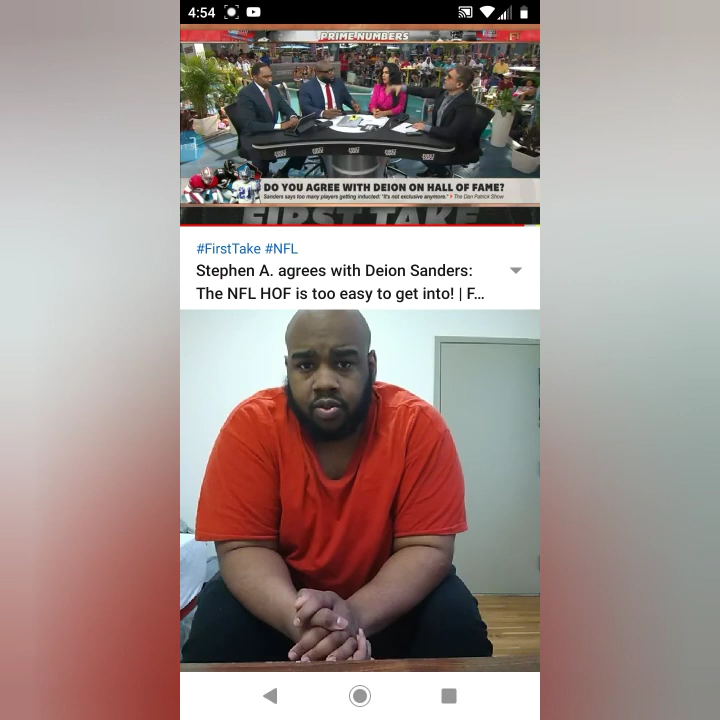 4:54
PRIME NUMBERS
DO YOU AGREE WITH DEION ON HALL OF FAME?
Sanders says too many players getting inducted: "It's not exclusive anymore." > The Dan Patrick Show
FIRST TAKE
#FirstTake #NFL
Stephen A. agrees with Deion Sanders:
The NFL HOF is too easy to get into! | F...